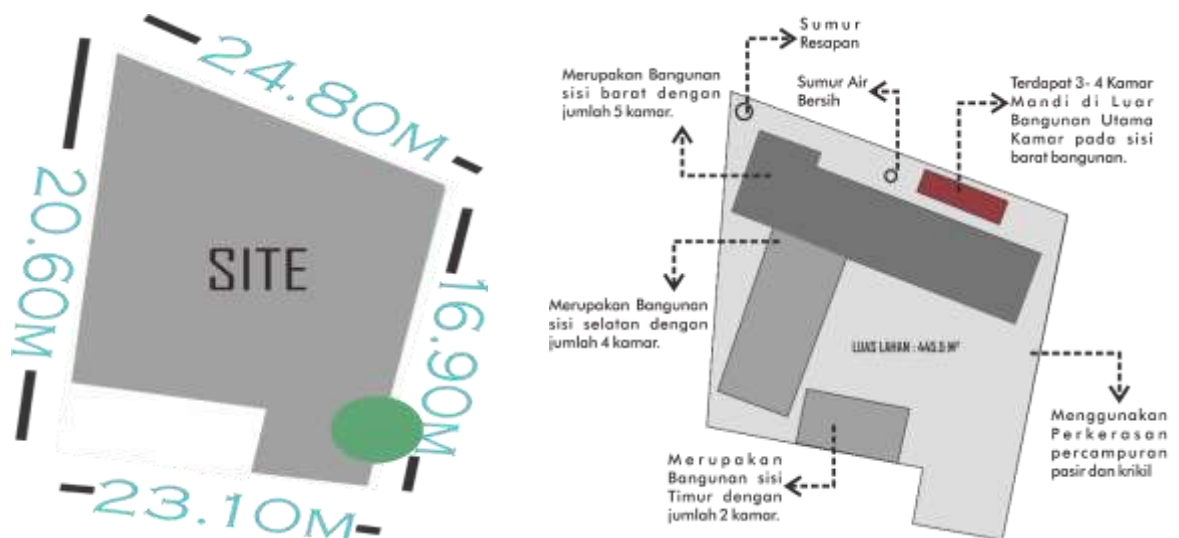 24.80M
20.60M
SITE
16.90M
23.10M
Sumur
Resapan
Merupakan Bangunan
sisi barat dengan
jumlah 5 kamar.
Sumur Air
Bersih
Terdapat 3- 4 Kamar
Mandi di Luar
Bangunan Utama
Kamar pada sisi
barat bangunan.
Merupakan Bangunan
sisi selatan dengan
jumlah 4 kamar.
LUAS LAHAN : 445.5 M²
Menggunakan
Perkerasan
percampuran
pasir dan krikil
Merupakan
Bangunan sisi
Timur dengan
jumlah 2 kamar.